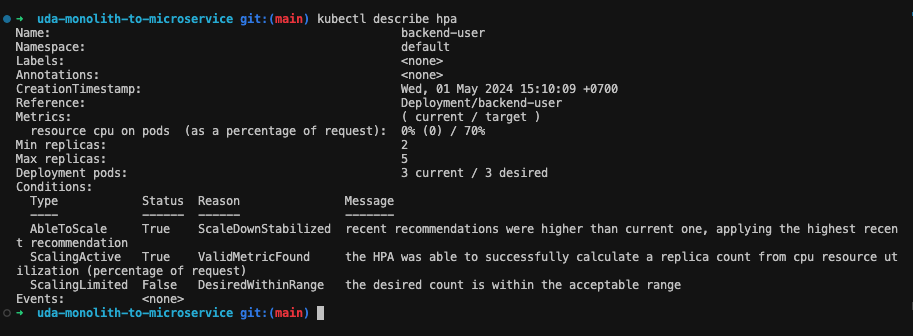 ➜ uda-monolith-to-microservice git:(main) kubectl describe hpa
Name: backend-user
Namespace: default
Labels: <none>
Annotations: <none>
CreationTimestamp: Wed, 01 May 2024 15:10:09 +0700
Reference: Deployment/backend-user
Metrics: ( current / target )
resource cpu on pods (as a percentage of request): 0% (0) / 70%
Min replicas: 2
Max replicas: 5
Deployment pods: 3 current / 3 desired
Conditions:
Type Status Reason Message
---- ------ ------ -------
AbleToScale True ScaleDownStabilized recent recommendations were higher than current one, applying the highest recen
t recommendation
ScalingActive True ValidMetricFound the HPA was able to successfully calculate a replica count from cpu resource ut
ilization (percentage of request)
ScalingLimited False DesiredWithinRange the desired count is within the acceptable range
Events: <none>
➜ uda-monolith-to-microservice git:(main)